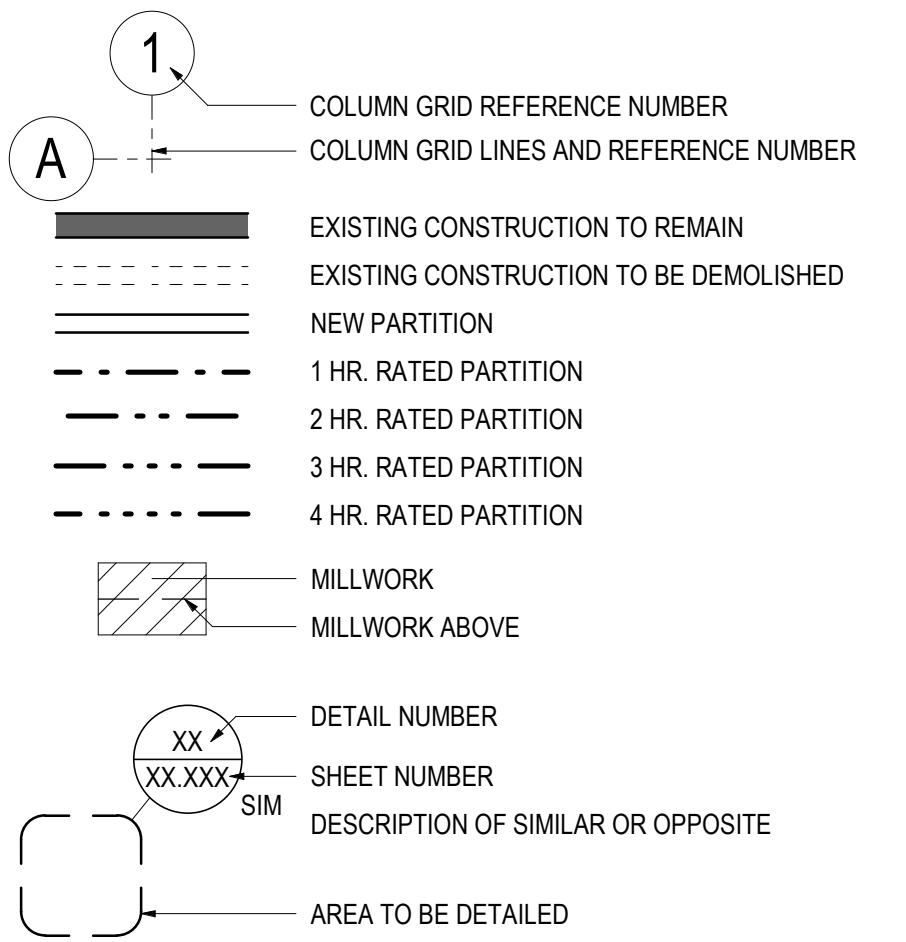 1
COLUMN GRID REFERENCE NUMBER
A
COLUMN GRID LINES AND REFERENCE NUMBER
EXISTING CONSTRUCTION TO REMAIN
EXISTING CONSTRUCTION TO BE DEMOLISHED
NEW PARTITION
1 HR. RATED PARTITION
2 HR. RATED PARTITION
3 HR. RATED PARTITION
4 HR. RATED PARTITION
MILLWORK
MILLWORK ABOVE
XX
DETAIL NUMBER
XX.XXX
SHEET NUMBER
SIM
DESCRIPTION OF SIMILAR OR OPPOSITE
AREA TO BE DETAILED